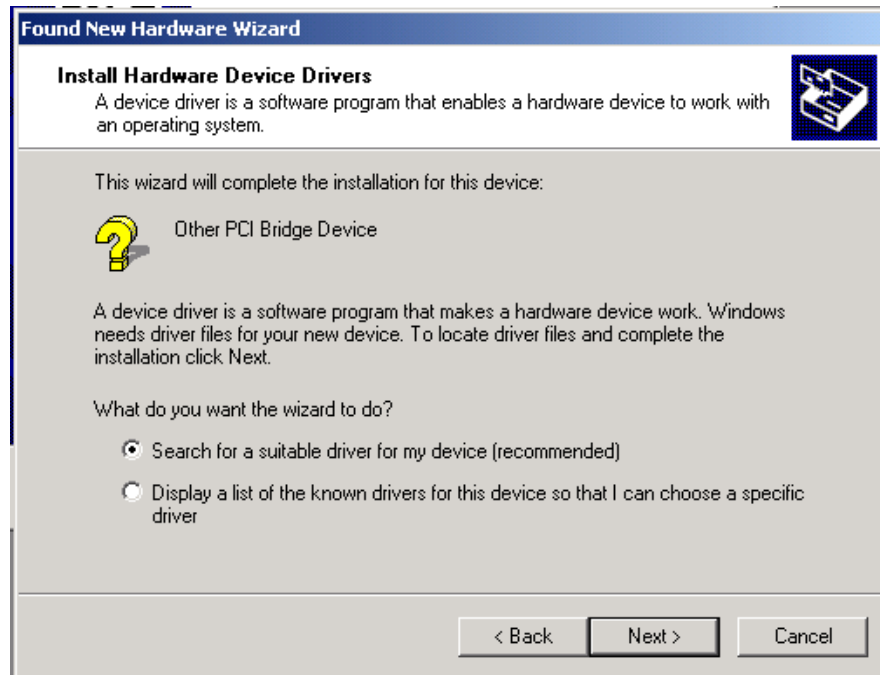 Found New Hardware Wizard
Install Hardware Device Drivers
A device driver is a software program that enables a hardware device to work with
an operating system.
This wizard will complete the installation for this device:
Other PCI Bridge Device
A device driver is a software program that makes a hardware device work. Windows
needs driver files for your new device. To locate driver files and complete the
installation click Next.
What do you want the wizard to do?
Search for a suitable driver for my device (recommended)
Display a list of the known drivers for this device so that I can choose a specific
driver
< Back Next > Cancel